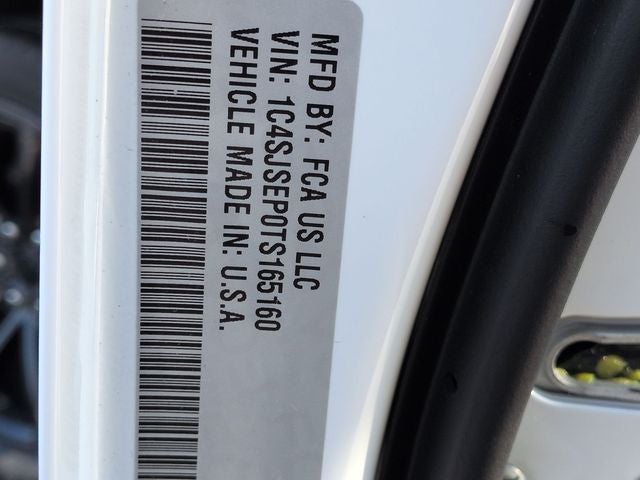 MFD BY: FCA US LLC
VIN: 1C4SJSEP0TS165160
VEHICLE MADE IN: U.S.A.